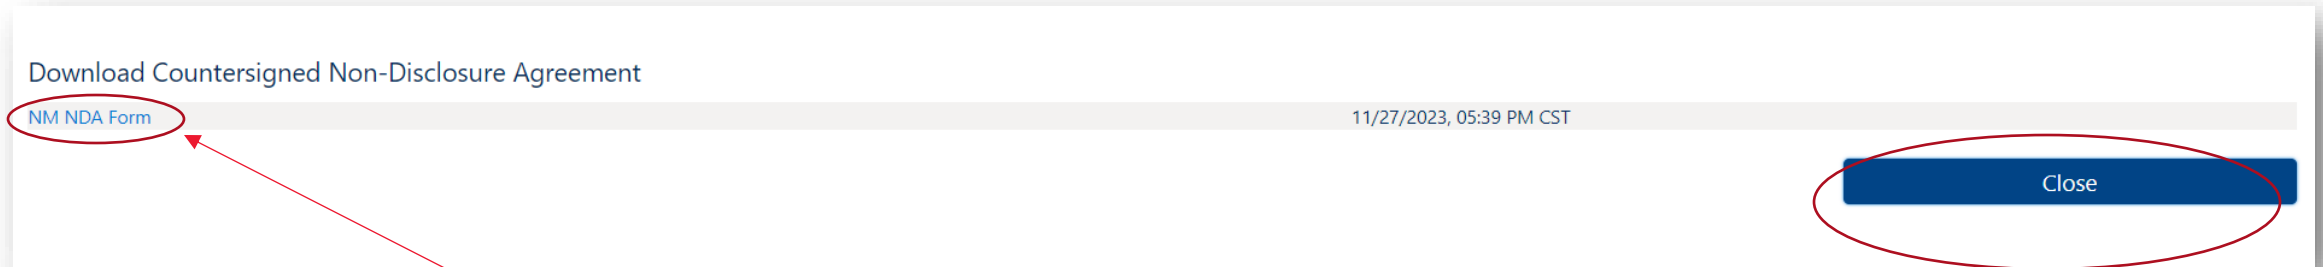 Download Countersigned Non-Disclosure Agreement
NM NDA Form 11/27/2023, 05:39 PM CST
Close